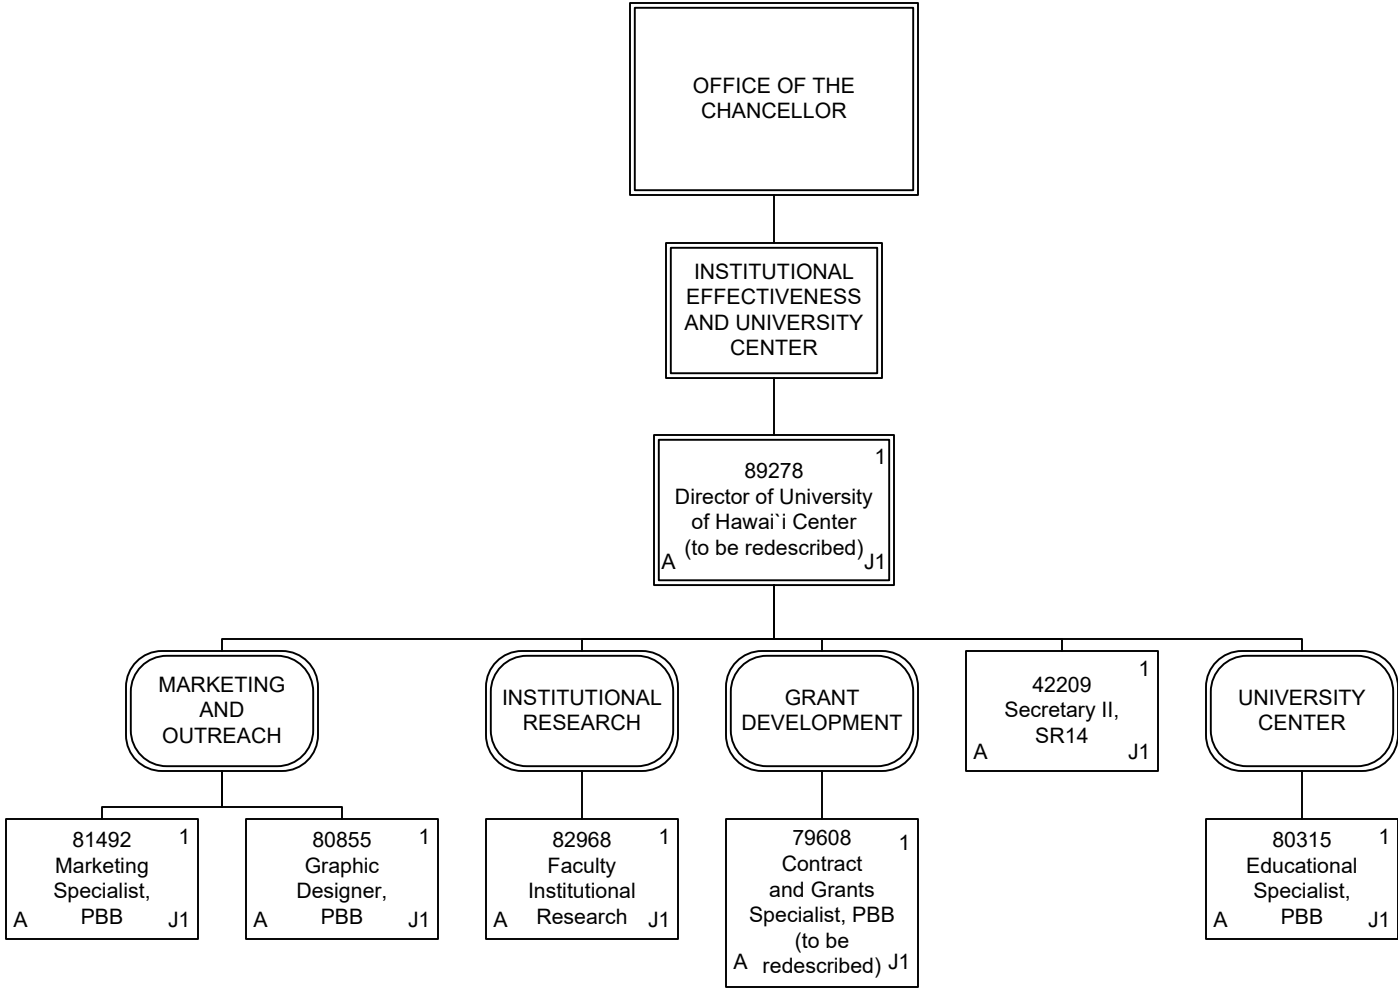 OFFICE OF THE
CHANCELLOR
INSTITUTIONAL
EFFECTIVENESS
AND UNIVERSITY
CENTER
1
89278
Director of University
of Hawai`i Center
(to be redescribed)
A J1
MARKETING
AND
OUTREACH
INSTITUTIONAL
RESEARCH
GRANT
DEVELOPMENT
1
42209
Secretary II,
SR14
A J1
UNIVERSITY
CENTER
81492 1
Marketing
Specialist,
PBB
A J1
80855 1
Graphic
Designer,
PBB
A J1
82968 1
Faculty
Institutional
Research
A J1
79608 1
Contract
and Grants
Specialist, PBB
(to be
redescribed)
A J1
80315 1
Educational
Specialist,
PBB
A J1